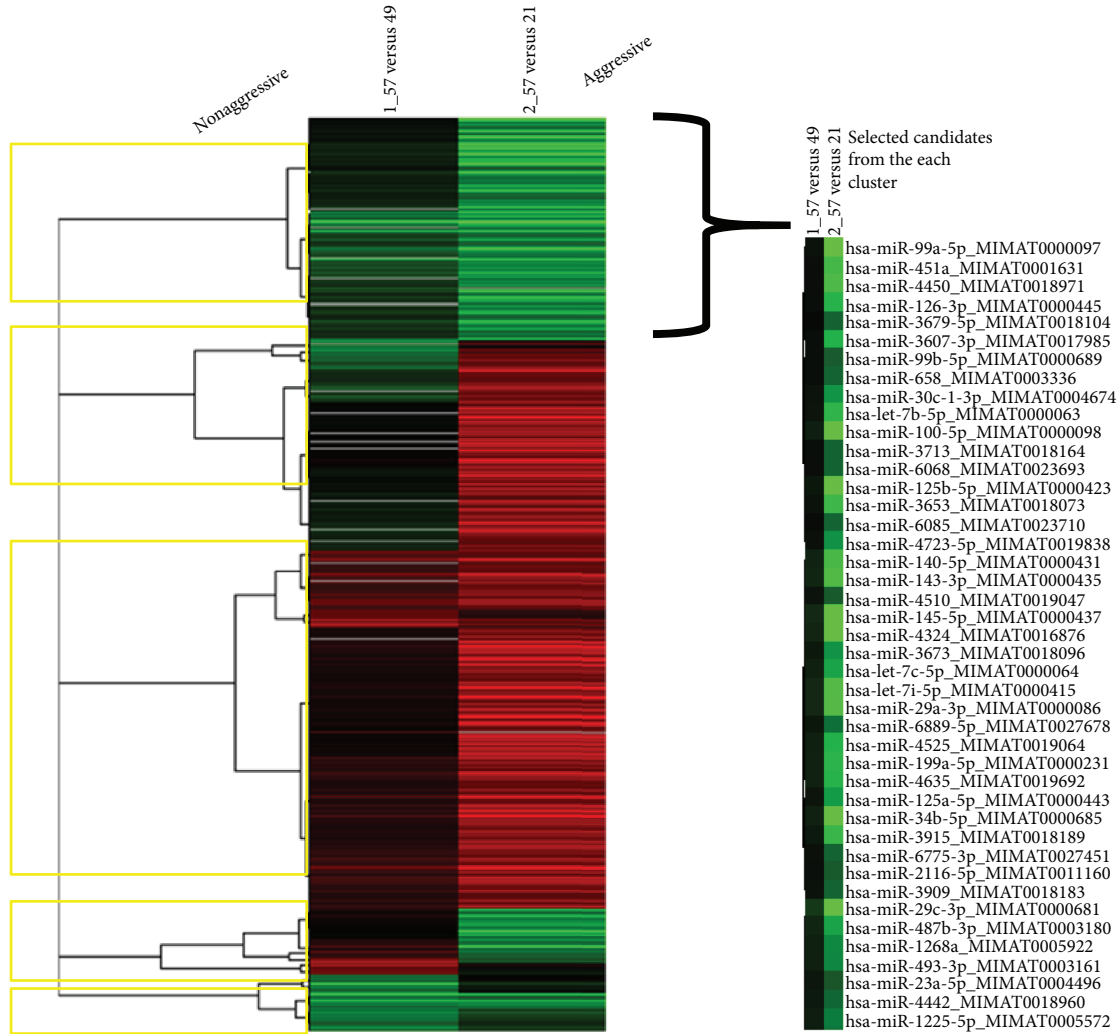 Nonaggressive
1_57 versus 49
2_57 versus 21
Aggressive
1_57 versus 49
2_57 versus 21
Selected candidates
from the each
cluster
hsa-miR-99a-5p_MIMAT0000097
hsa-miR-451a_MIMAT0001631
hsa-miR-4450_MIMAT0018971
hsa-miR-126-3p_MIMAT0000445
hsa-miR-3679-5p_MIMAT0018104
hsa-miR-3607-3p_MIMAT0017985
hsa-miR-99b-5p_MIMAT0000689
hsa-miR-658_MIMAT0003336
hsa-miR-30c-1-3p_MIMAT0004674
hsa-let-7b-5p_MIMAT0000063
hsa-miR-100-5p_MIMAT0000098
hsa-miR-3713_MIMAT0018164
hsa-miR-6068_MIMAT0023693
hsa-miR-125b-5p_MIMAT0000423
hsa-miR-3653_MIMAT0018073
hsa-miR-6085_MIMAT0023710
hsa-miR-4723-5p_MIMAT0019838
hsa-miR-140-5p_MIMAT0000431
hsa-miR-143-3p_MIMAT0000435
hsa-miR-4510_MIMAT0019047
hsa-miR-145-5p_MIMAT0000437
hsa-miR-4324_MIMAT0016876
hsa-miR-3673_MIMAT0018096
hsa-let-7c-5p_MIMAT0000064
hsa-let-7i-5p_MIMAT0000415
hsa-miR-29a-3p_MIMAT0000086
hsa-miR-6889-5p_MIMAT0027678
hsa-miR-4525_MIMAT0019064
hsa-miR-199a-5p_MIMAT0000231
hsa-miR-4635_MIMAT0019692
hsa-miR-125a-5p_MIMAT0000443
hsa-miR-34b-5p_MIMAT0000685
hsa-miR-3915_MIMAT0018189
hsa-miR-6775-3p_MIMAT0027451
hsa-miR-2116-5p_MIMAT0011160
hsa-miR-3909_MIMAT0018183
hsa-miR-29c-3p_MIMAT0000681
hsa-miR-487b-3p_MIMAT0003180
hsa-miR-1268a_MIMAT0005922
hsa-miR-493-3p_MIMAT0003161
hsa-miR-23a-5p_MIMAT0004496
hsa-miR-4442_MIMAT0018960
hsa-miR-1225-5p_MIMAT0005572